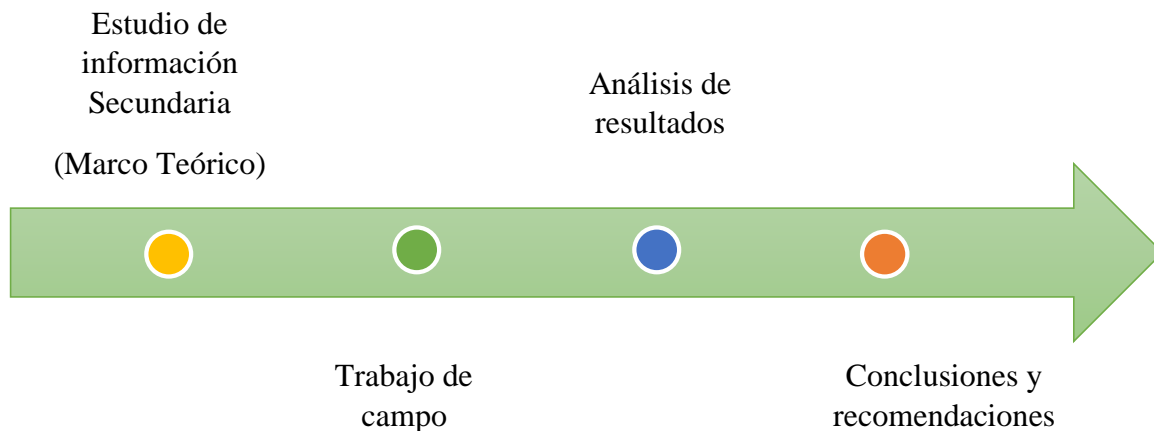 Estudio de
información
Secundaria
(Marco Teórico)
Trabajo de
campo
Análisis de
resultados
Conclusiones y
recomendaciones